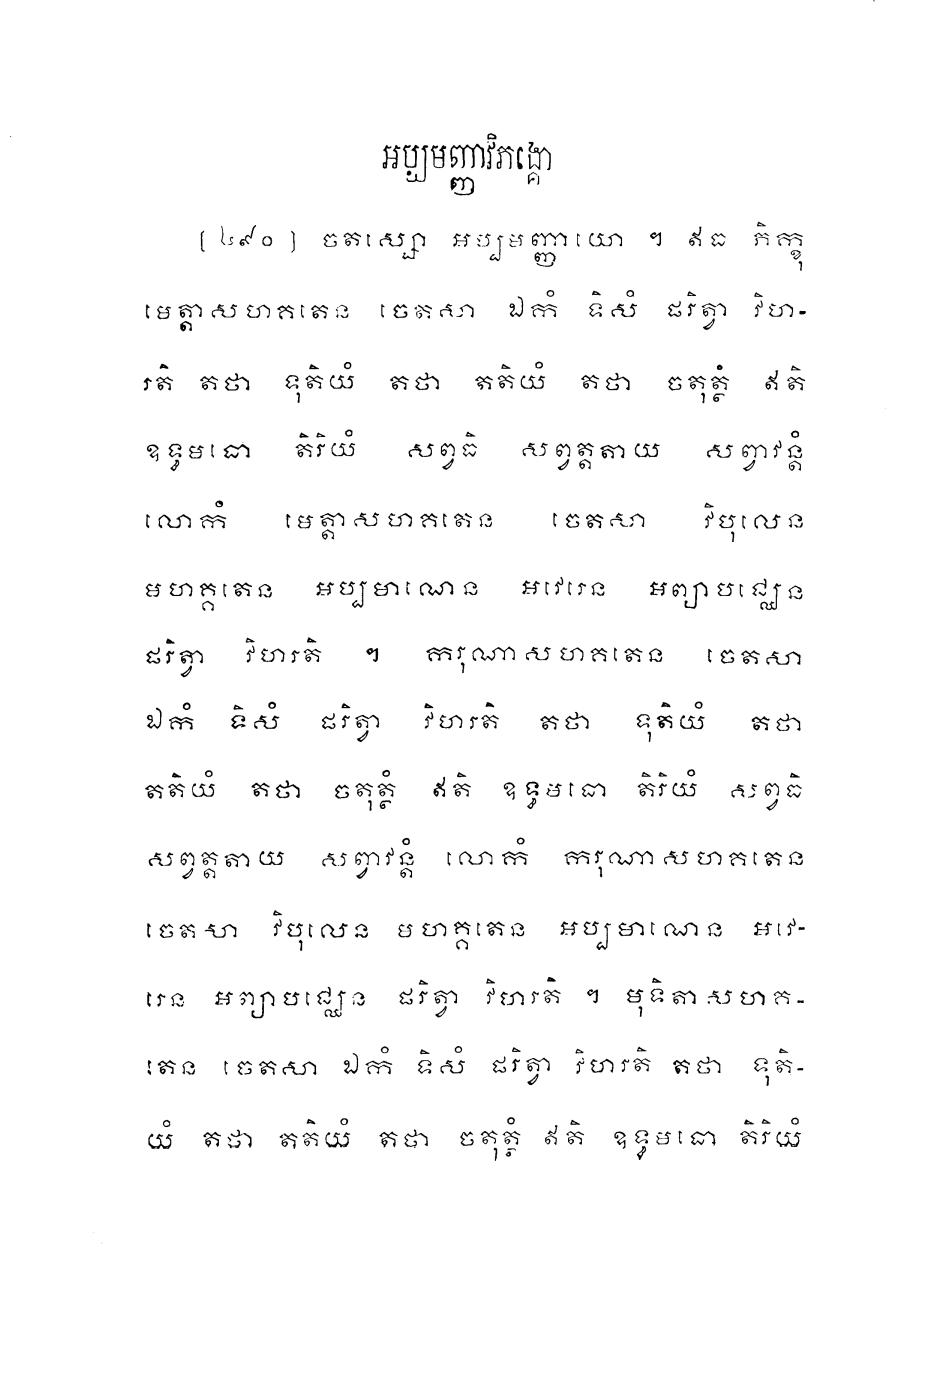 អប្បមញ្ញាវិភង្គោ
[៤៩០] ចតស្សោ អប្បមញ្ញាយោ ។ ឥធ ភិក្ខុ
មេត្តាសហគតេន ចេតសា ឯកំ ទិសំ ផរិត្វា វិហ-
រតិ តថា ទុតិយំ តថា តតិយំ តថា ចតុត្ថំ ឥតិ
ឧទ្ធមធោ តិរិយំ សព្វធិ សព្វត្តតាយ សព្វាវន្តំ
លោកំ មេត្តាសហគតេន ចេតសា វិបុលេន
មហគ្គតេន អប្បមាណេន អវេរេន អព្យាបជ្ឈេន
ផរិត្វា វិហរតិ ។ ករុណាសហគតេន ចេតសា
ឯកំ ទិសំ ផរិត្វា វិហរតិ តថា ទុតិយំ តថា
តតិយំ តថា ចតុត្ថំ ឥតិ ឧទ្ធមធោ តិរិយំ សព្វធិ
សព្វត្តតាយ សព្វាវន្តំ លោកំ ករុណាសហគតេន
ចេតសា វិបុលេន មហគ្គតេន អប្បមាណេន អវេ-
រេន អព្យាបជ្ឈេន ផរិត្វា វិហរតិ ។ មុទិតាសហគ-
តេន ចេតសា ឯកំ ទិសំ ផរិត្វា វិហរតិ តថា ទុតិ-
យំ តថា តតិយំ តថា ចតុត្ថំ ឥតិ ឧទ្ធមធោ តិរិយំ